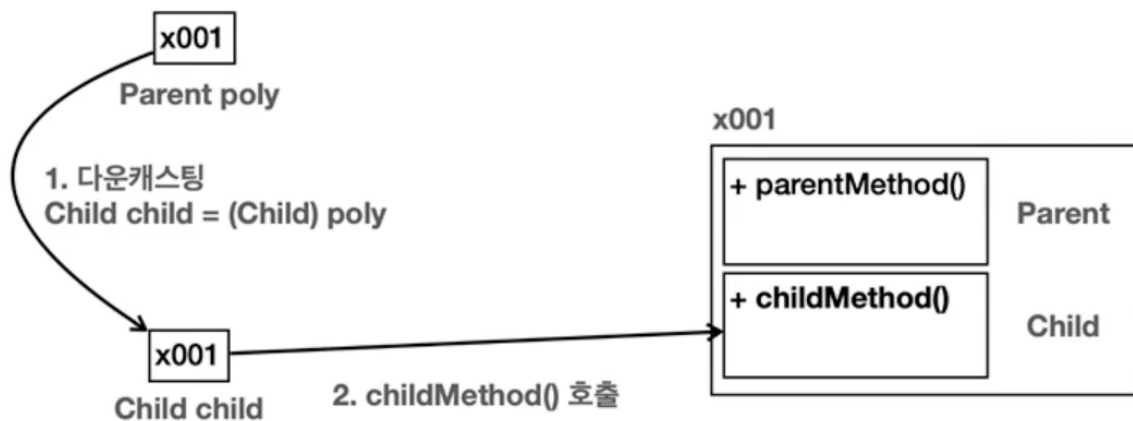 x001
Parent poly
1. 다운캐스팅
Child child = (Child) poly
x001
Child child
2. childMethod() 호출
x001
+ parentMethod()
Parent
+ childMethod()
Child